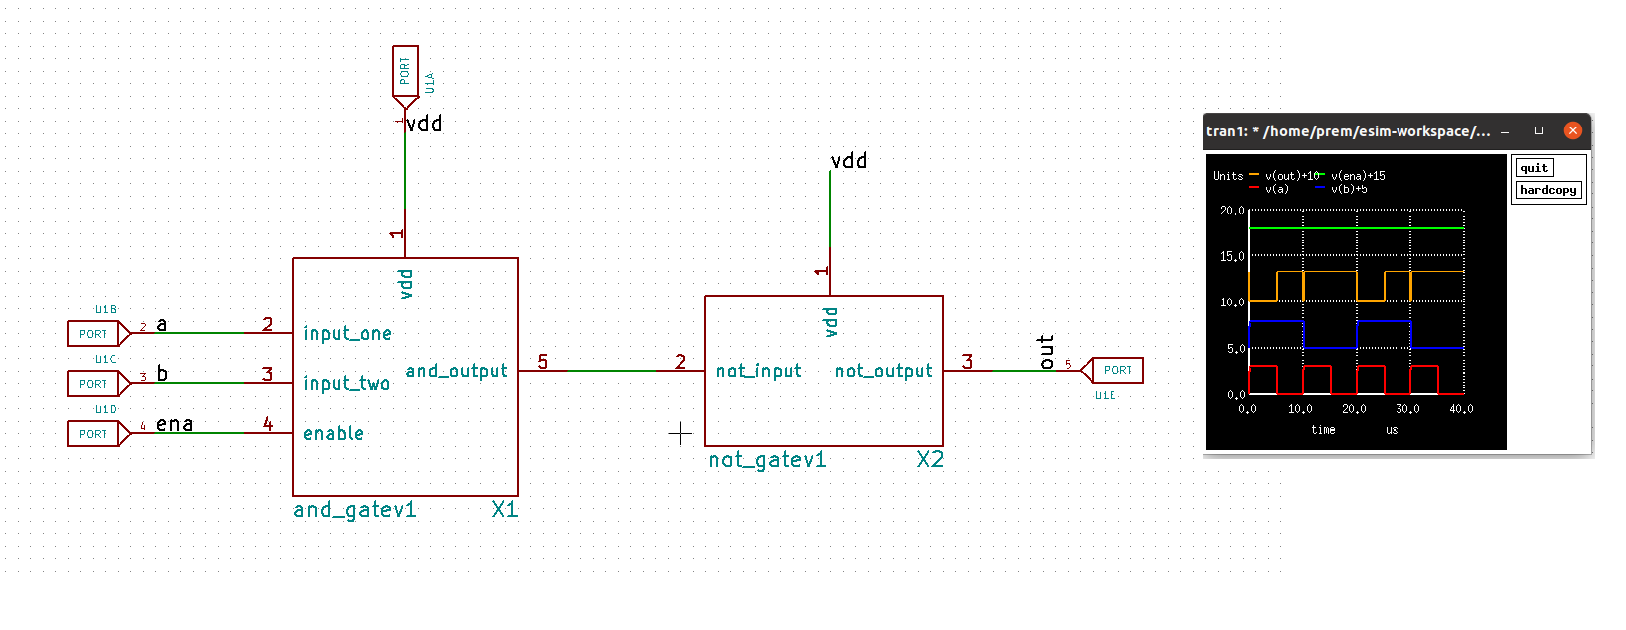 PORT
U1A
1
vdd
1
vdd
U1B
PORT
2
a
2
input_one
U1C
PORT
3
b
3
input_two
U1D
PORT
4
ena
4
enable
and_output
5
and_gatev1
X1
vdd
1
vdd
2
not_input
not_output
3
out
5
PORT
U1E
not_gatev1
X2
tran1: * /home/prem/esim-workspace/...
quit
hardcopy
Units
v(out)+10
v(ena)+15
v(a)
v(b)+5
20.0
15.0
10.0
5.0
0.0
0.0 10.0 20.0 30.0 40.0
time us